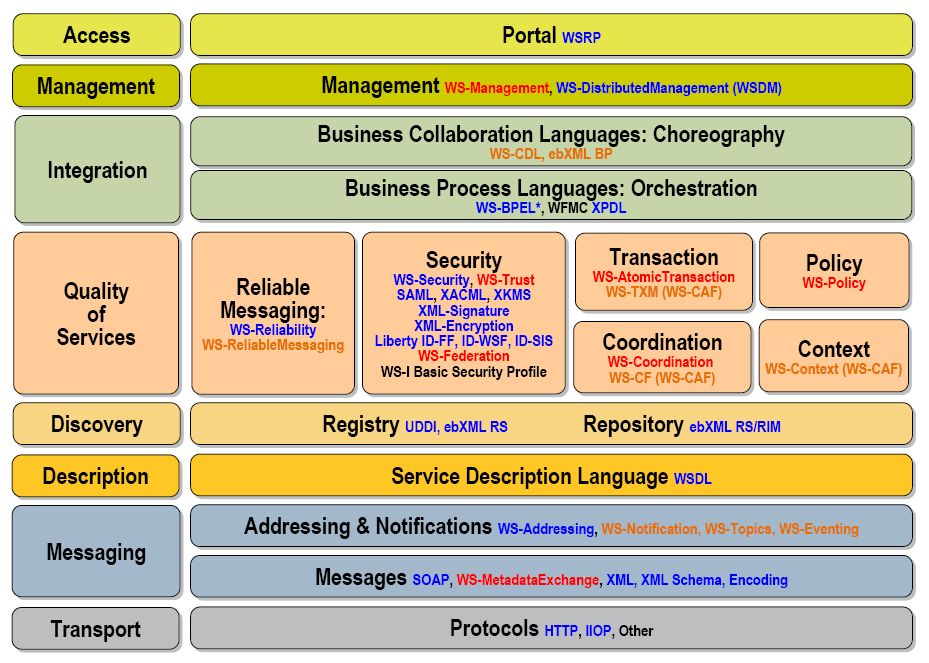 Access
Portal WSRP
Management
Management WS-Management, WS-DistributedManagement (WSDM)
Integration
Business Collaboration Languages: Choreography
WS-CDL, ebXML BP
Business Process Languages: Orchestration
WS-BPEL*, WFMC XPDL
Quality
of
Services
Reliable
Messaging:
WS-Reliability
WS-ReliableMessaging
Security
WS-Security, WS-Trust
SAML, XACML, XKMS
XML-Signature
XML-Encryption
Liberty ID-FF, ID-WSF, ID-SIS
WS-Federation
WS-I Basic Security Profile
Transaction
WS-AtomicTransaction
WS-TXM (WS-CAF)
Policy
WS-Policy
Coordination
WS-Coordination
WS-CF (WS-CAF)
Context
WS-Context (WS-CAF)
Discovery
Registry UDDI, ebXML RS Repository ebXML RS/RIM
Description
Service Description Language WSDL
Messaging
Addressing & Notifications WS-Addressing, WS-Notification, WS-Topics, WS-Eventing
Messages SOAP, WS-MetadataExchange, XML, XML Schema, Encoding
Transport
Protocols HTTP, IIOP, Other